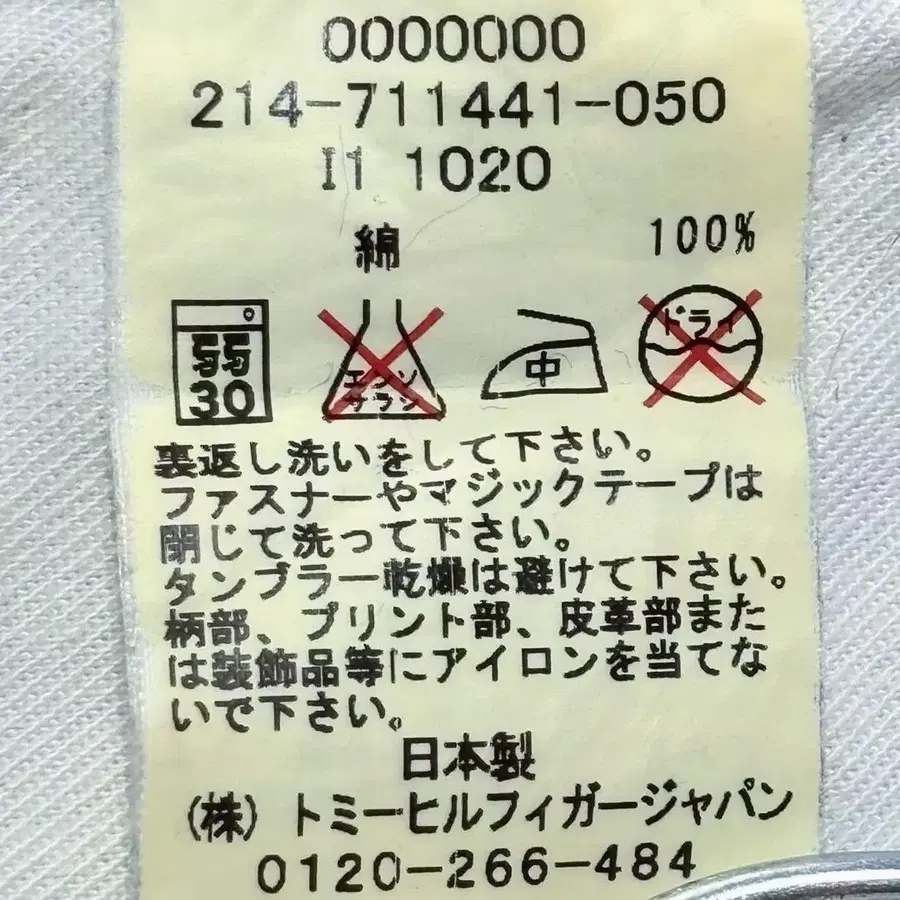 0000000
214-711441-050
I1 1020
綿 100%
55
30
エンソ
サラシ
中
ドライ
裏返し洗いをして下さい。
ファスナーやマジックテープは
閉じて洗って下さい。
タンブラー乾燥は避けて下さい。
柄部、プリント部、皮革部また
は装飾品等にアイロンを当てな
いで下さい。
日本製
(株) トミーヒルフィガージャパン
0120-266-484